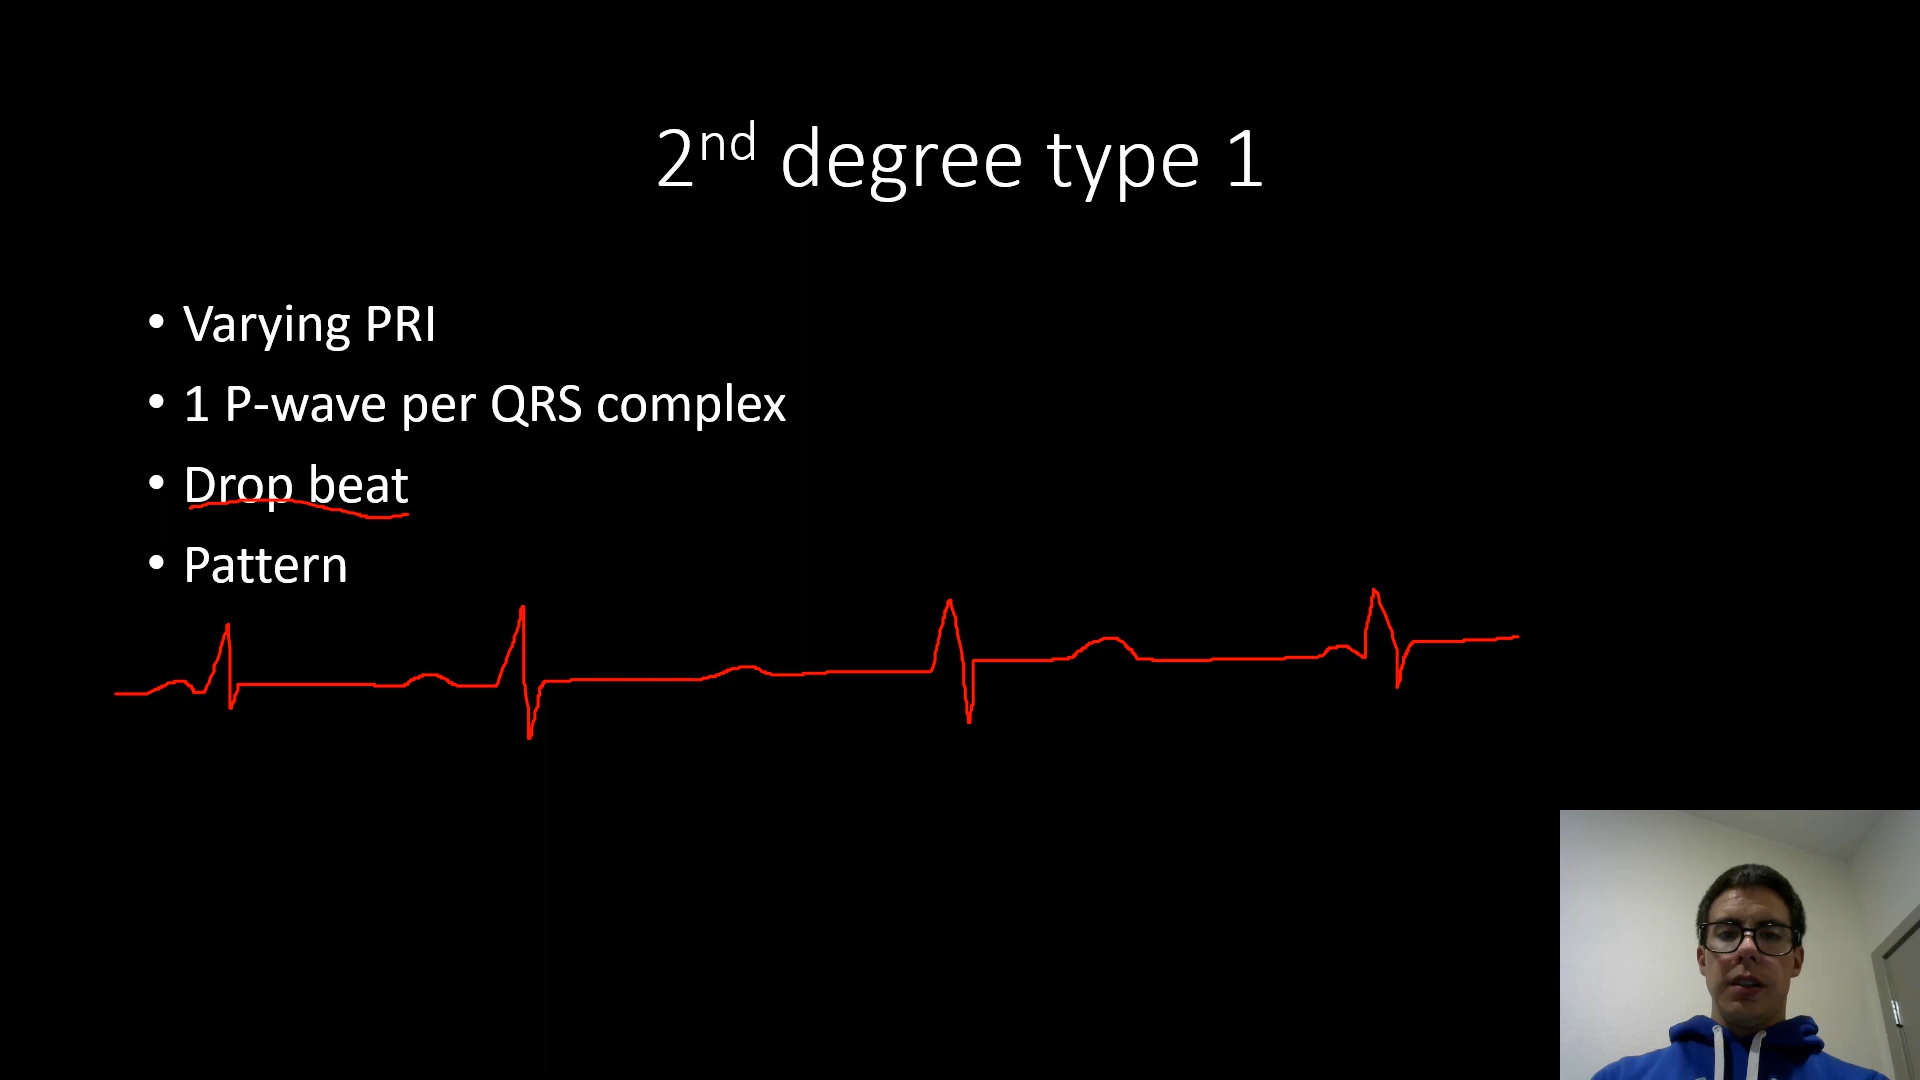 2nd degree type 1
• Varying PRI
• 1 P-wave per QRS complex
• Drop beat
• Pattern